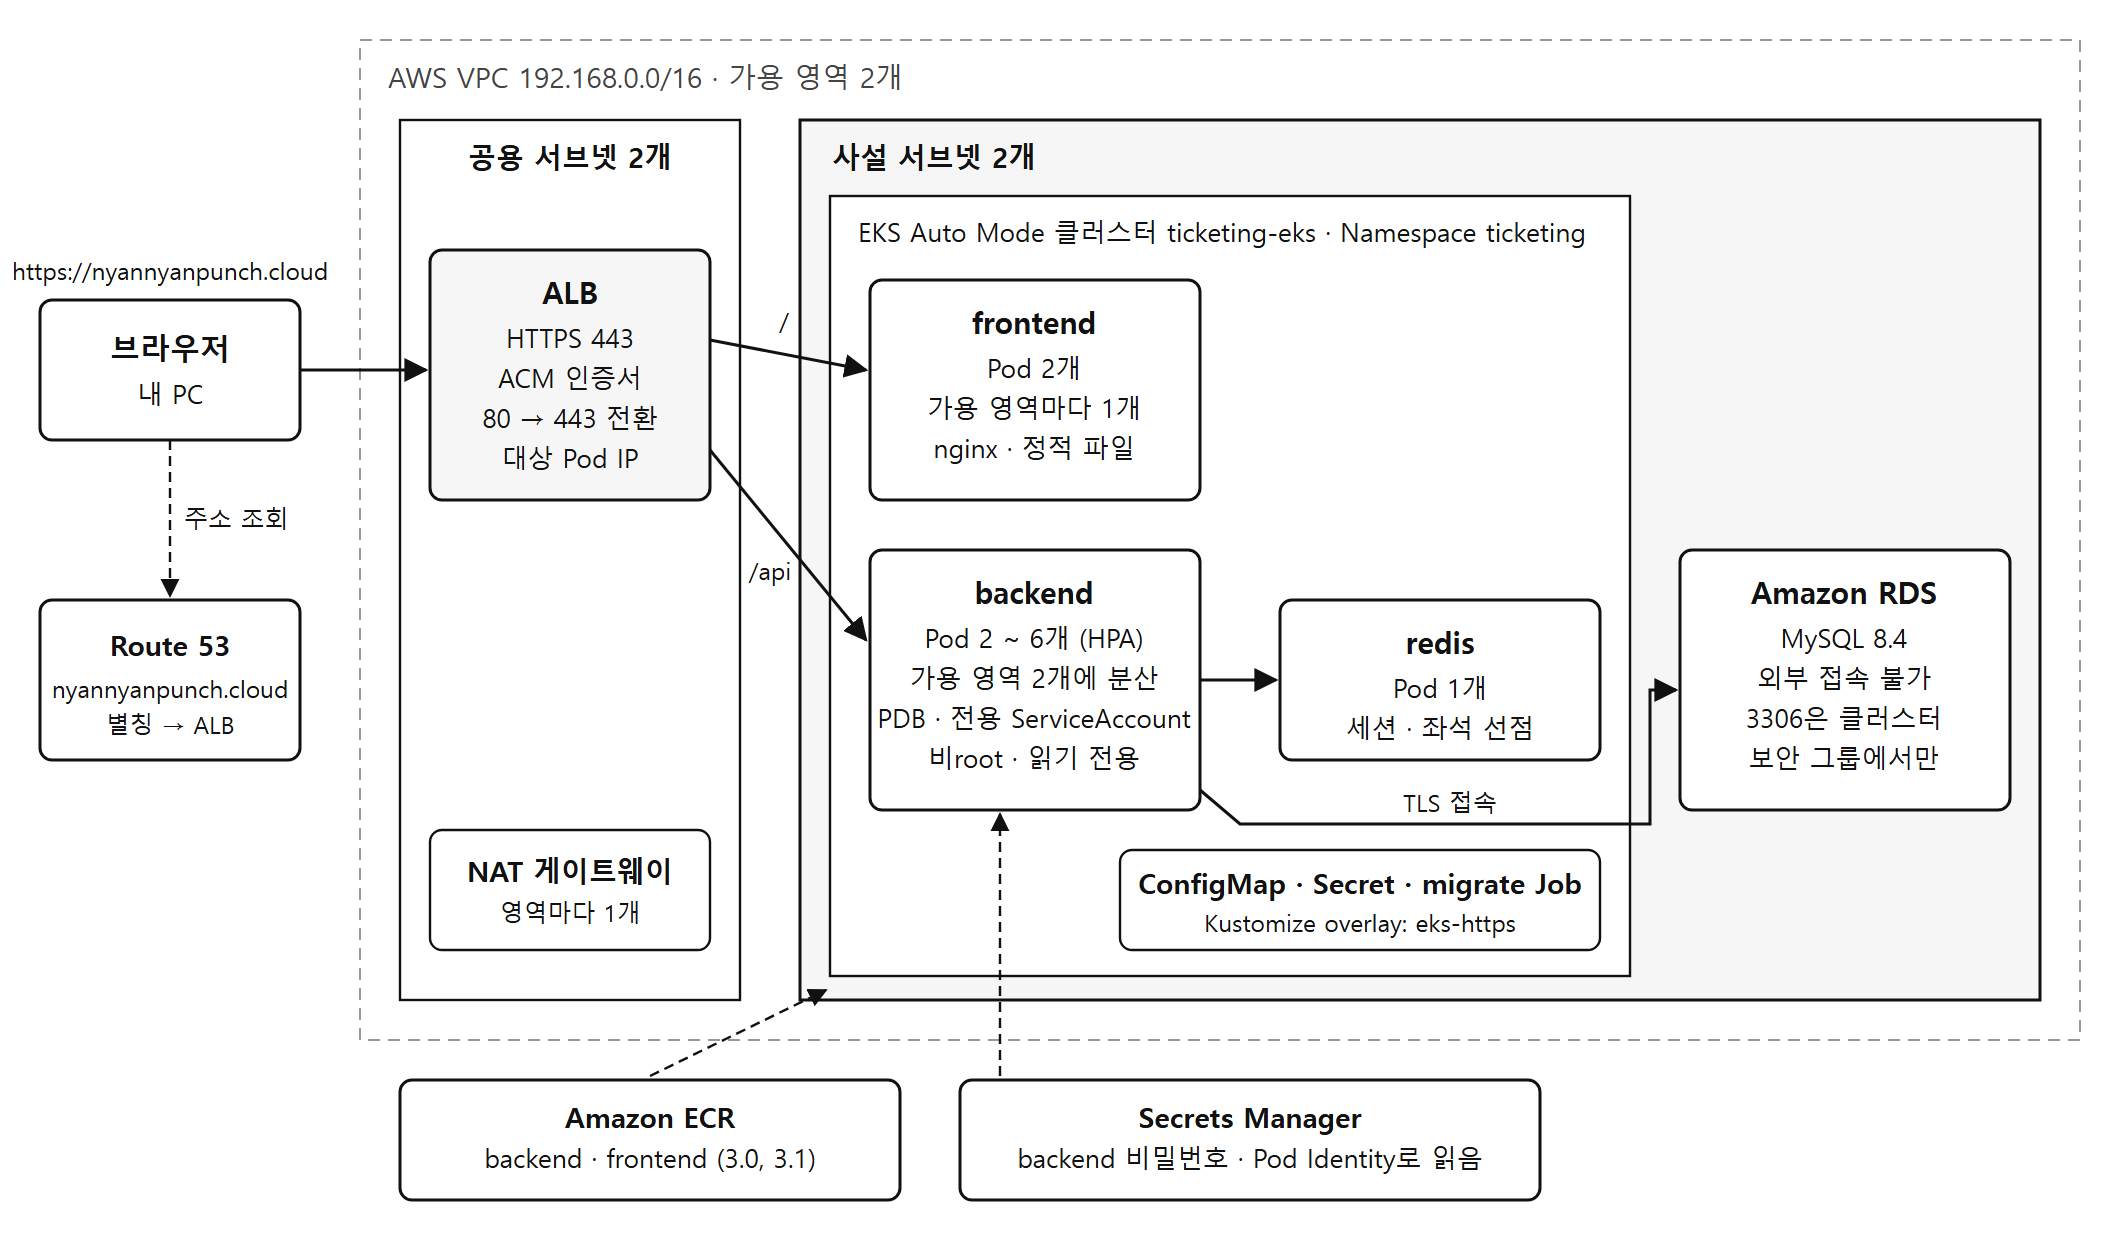 AWS VPC 192.168.0.0/16 · 가용 영역 2개
공용 서브넷 2개
사설 서브넷 2개
EKS Auto Mode 클러스터 ticketing-eks · Namespace ticketing
https://nyannyanpunch.cloud
브라우저
내 PC
주소 조회
Route 53
nyannyanpunch.cloud
별칭 → ALB
ALB
HTTPS 443
ACM 인증서
80 → 443 전환
대상 Pod IP
/
/api
NAT 게이트웨이
영역마다 1개
frontend
Pod 2개
가용 영역마다 1개
nginx · 정적 파일
backend
Pod 2 ~ 6개 (HPA)
가용 영역 2개에 분산
PDB · 전용 ServiceAccount
비root · 읽기 전용
redis
Pod 1개
세션 · 좌석 선점
TLS 접속
Amazon RDS
MySQL 8.4
외부 접속 불가
3306은 클러스터
보안 그룹에서만
ConfigMap · Secret · migrate Job
Kustomize overlay: eks-https
Amazon ECR
backend · frontend (3.0, 3.1)
Secrets Manager
backend 비밀번호 · Pod Identity로 읽음